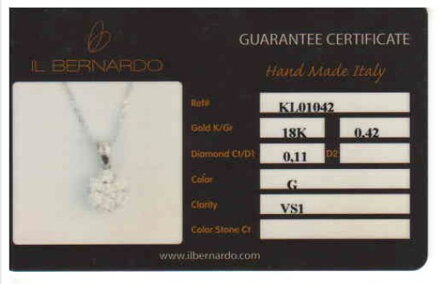 IL BERNARDO
GUARANTEE CERTIFICATE
Hand Made Italy
Ref# KL01042
Gold K/Gr 18K 0.42
Diamond Ct/D1 0,11 D2
Color G
Clarity VS1
Color Stone Ct
www.ilbernardo.com